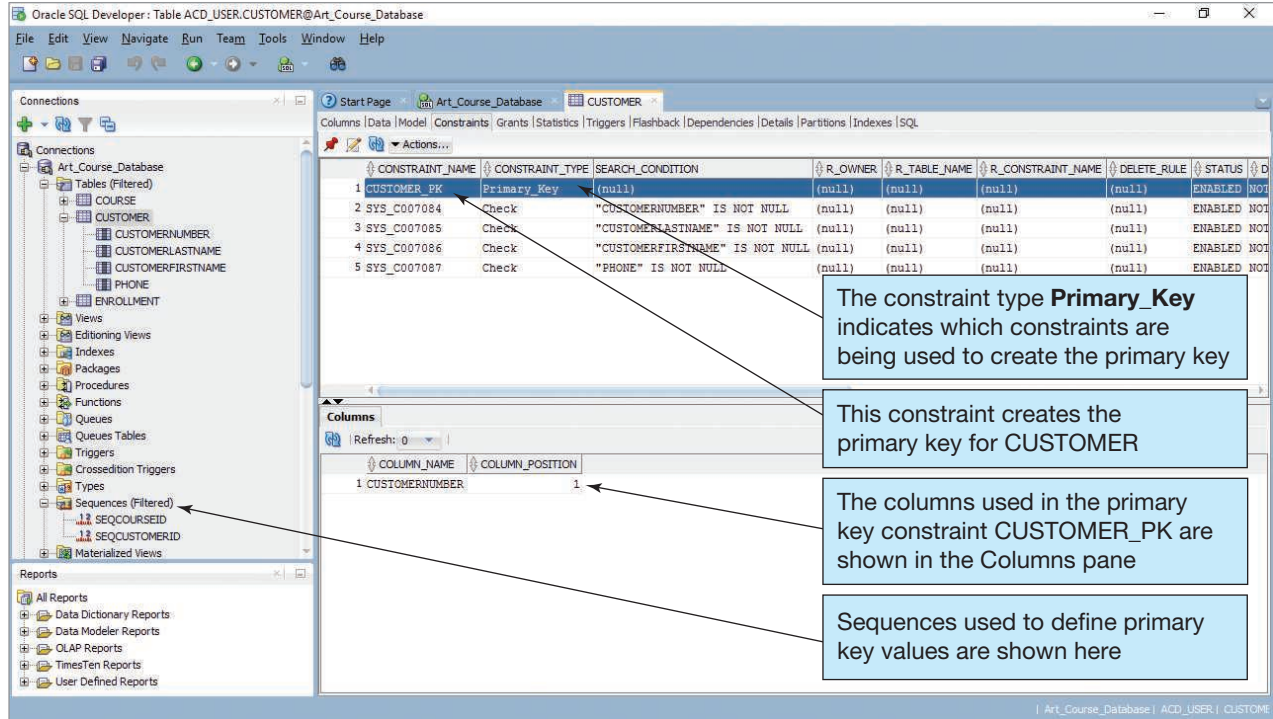 Oracle SQL Developer : Table ACD_USER.CUSTOMER@Art_Course_Database
File Edit View Navigate Run Team Tools Window Help
Connections
Start Page
Art_Course_Database
CUSTOMER
Columns |Data |Model |Constraints |Grants |Statistics |Triggers |Flashback |Dependencies |Details |Partitions |Indexes |SQL
Actions...
Connections
Art_Course_Database
Tables (Filtered)
COURSE
CUSTOMER
CUSTOMERNUMBER
CUSTOMERLASTNAME
CUSTOMERFIRSTNAME
PHONE
ENROLLMENT
Views
Editioning Views
Indexes
Packages
Procedures
Functions
Queues
Queues Tables
Triggers
Crossedition Triggers
Types
Sequences (Filtered)
SEQCOURSEID
SEQCUSTOMERID
Materialized Views
CONSTRAINT_NAME CONSTRAINT_TYPE SEARCH_CONDITION R_OWNER R_TABLE_NAME R_CONSTRAINT_NAME DELETE_RULE STATUS D
1 CUSTOMER_PK Primary_Key (null) (null) (null) (null) (null) ENABLED NOT
2 SYS_C007084 Check "CUSTOMERNUMBER" IS NOT NULL (null) (null) (null) (null) ENABLED NOT
3 SYS_C007085 Check "CUSTOMERLASTNAME" IS NOT NULL (null) (null) (null) (null) ENABLED NOT
4 SYS_C007086 Check "CUSTOMERFIRSTNAME" IS NOT NULL (null) (null) (null) (null) ENABLED NOT
5 SYS_C007087 Check "PHONE" IS NOT NULL (null) (null) (null) (null) ENABLED NOT
The constraint type Primary_Key
indicates which constraints are
being used to create the primary key
This constraint creates the
primary key for CUSTOMER
Columns
Refresh: 0
COLUMN_NAME COLUMN_POSITION
1 CUSTOMERNUMBER 1
The columns used in the primary
key constraint CUSTOMER_PK are
shown in the Columns pane
Sequences used to define primary
key values are shown here
Reports
All Reports
Data Dictionary Reports
Data Modeler Reports
OLAP Reports
TimesTen Reports
User Defined Reports
| Art_Course_Database | ACD_USER | CUSTOME